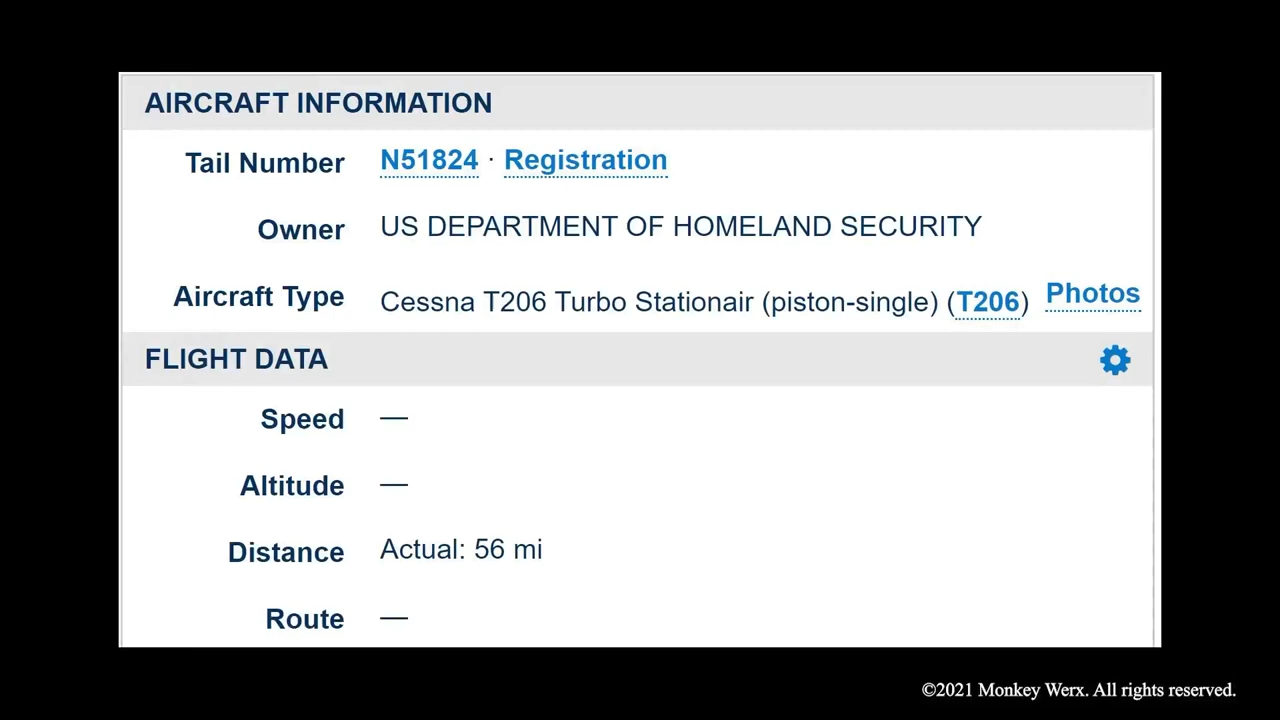 AIRCRAFT INFORMATION
Tail Number N51824 · Registration
Owner US DEPARTMENT OF HOMELAND SECURITY
Aircraft Type Cessna T206 Turbo Stationair (piston-single) (T206) Photos
FLIGHT DATA
Speed —
Altitude —
Distance Actual: 56 mi
Route —
©2021 Monkey Werx. All rights reserved.